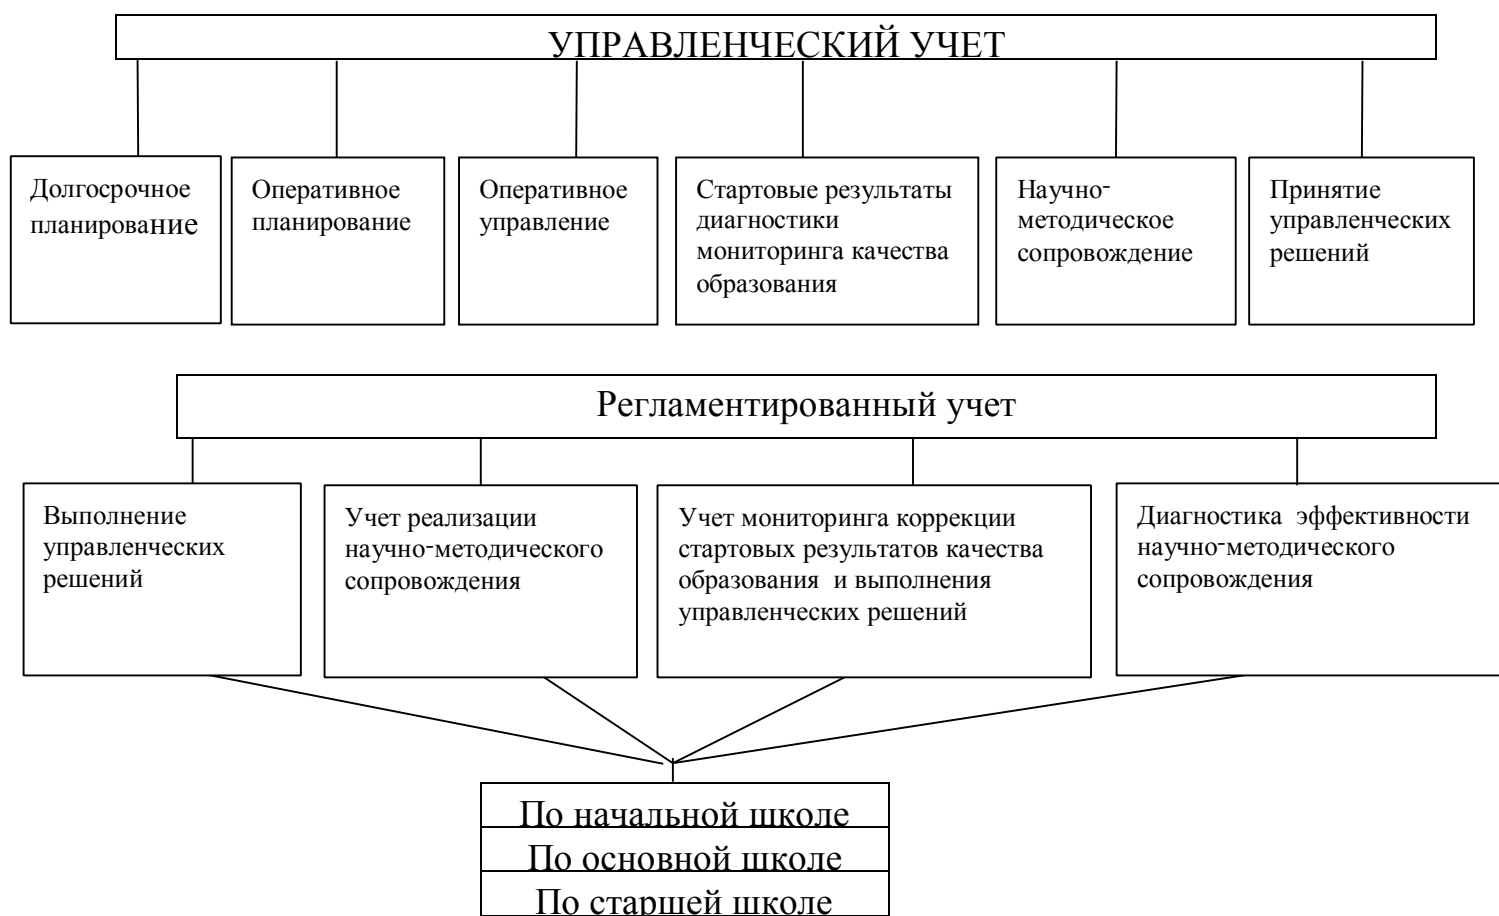 УПРАВЛЕНЧЕСКИЙ УЧЕТ
Долгосрочное
планирование
Оперативное
планирование
Оперативное
управление
Стартовые результаты
диагностики
мониторинга качества
образования
Научно-
методическое
сопровождение
Принятие
управленческих
решений
Регламентированный учет
Выполнение
управленческих
решений
Учет реализации
научно-методического
сопровождения
Учет мониторинга коррекции
стартовых результатов качества
образования и выполнения
управленческих решений
Диагностика эффективности
научно-методического
сопровождения
По начальной школе
По основной школе
По старшей школе